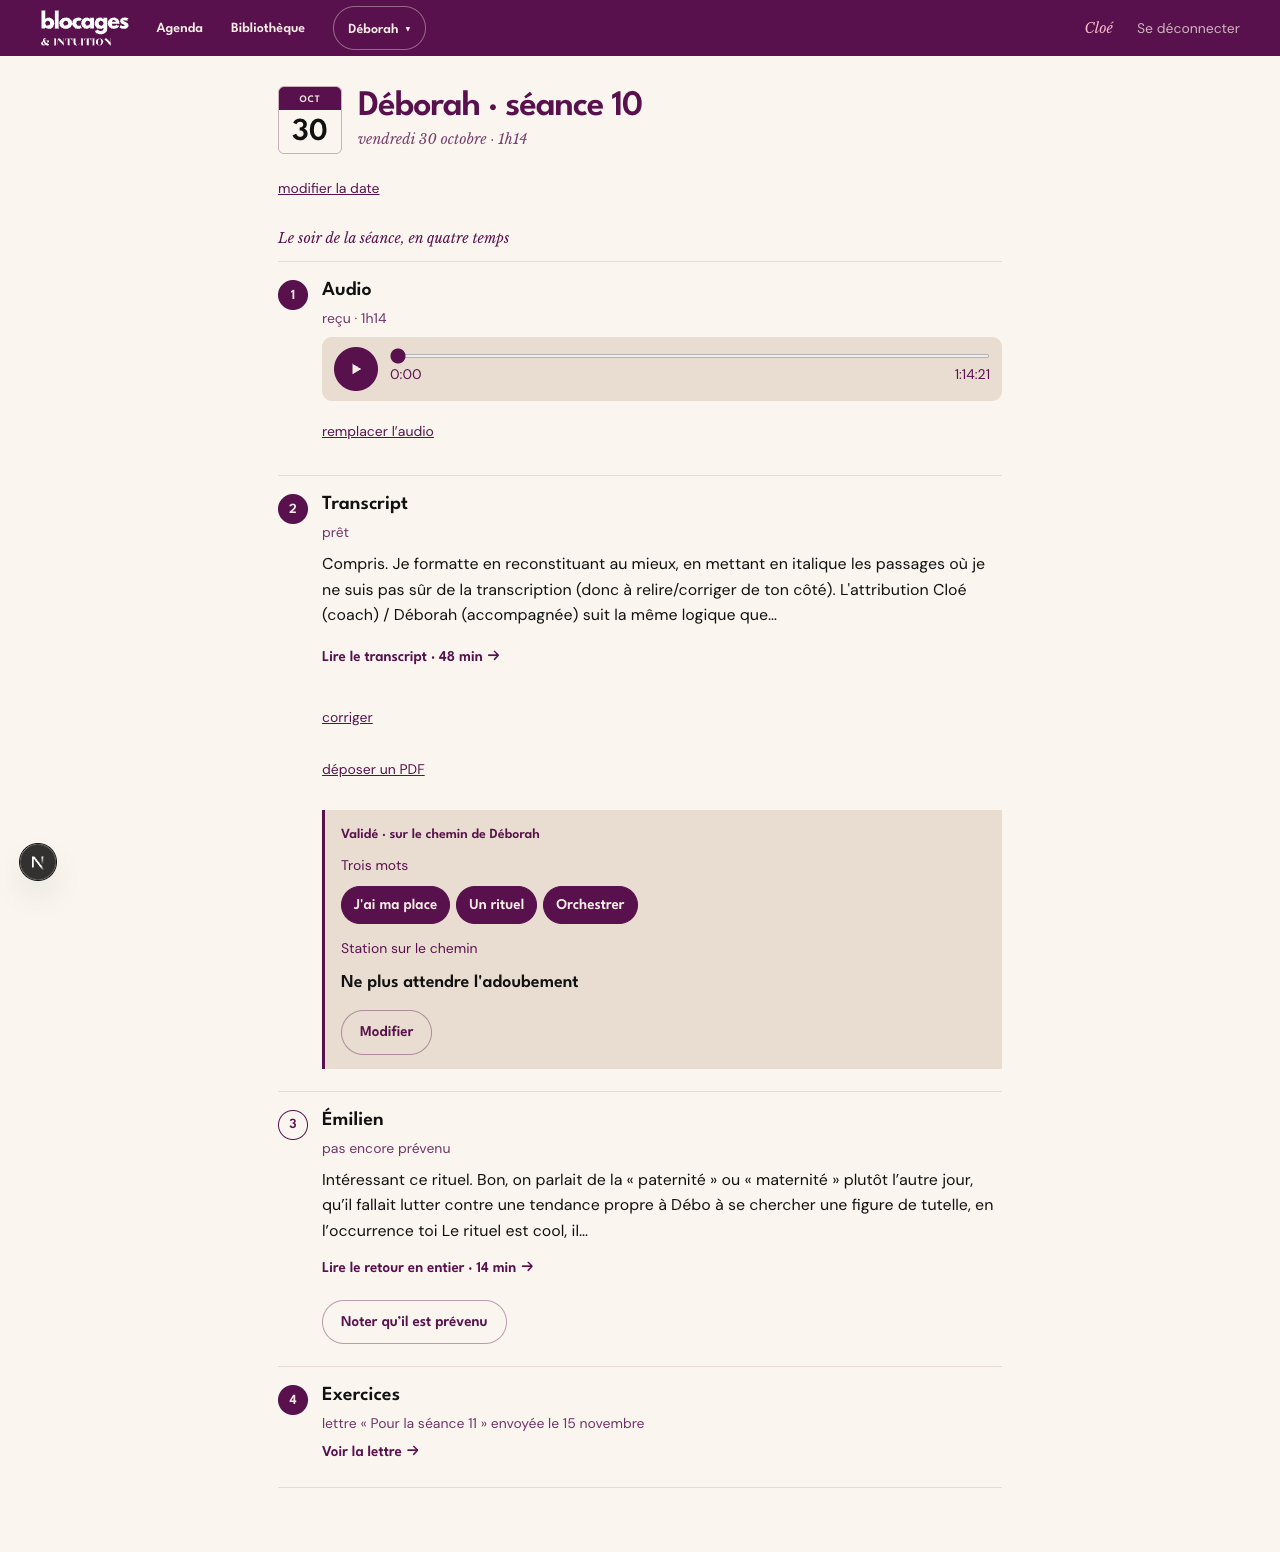 blocages
& INTUITION
Agenda
Bibliothèque
Déborah ▾
Cloé
Se déconnecter
OCT
30
Déborah · séance 10
vendredi 30 octobre · 1h14
modifier la date
Le soir de la séance, en quatre temps
1
Audio
reçu · 1h14
0:00
1:14:21
remplacer l’audio
2
Transcript
prêt
Compris. Je formatte en reconstituant au mieux, en mettant en italique les passages où je
ne suis pas sûr de la transcription (donc à relire/corriger de ton côté). L'attribution Cloé
(coach) / Déborah (accompagnée) suit la même logique que…
Lire le transcript · 48 min →
corriger
déposer un PDF
Validé · sur le chemin de Déborah
Trois mots
J'ai ma place
Un rituel
Orchestrer
Station sur le chemin
Ne plus attendre l'adoubement
Modifier
N
3
Émilien
pas encore prévenu
Intéressant ce rituel. Bon, on parlait de la « paternité » ou « maternité » plutôt l’autre jour,
qu’il fallait lutter contre une tendance propre à Débo à se chercher une figure de tutelle, en
l’occurrence toi Le rituel est cool, il…
Lire le retour en entier · 14 min →
Noter qu’il est prévenu
4
Exercices
lettre « Pour la séance 11 » envoyée le 15 novembre
Voir la lettre →